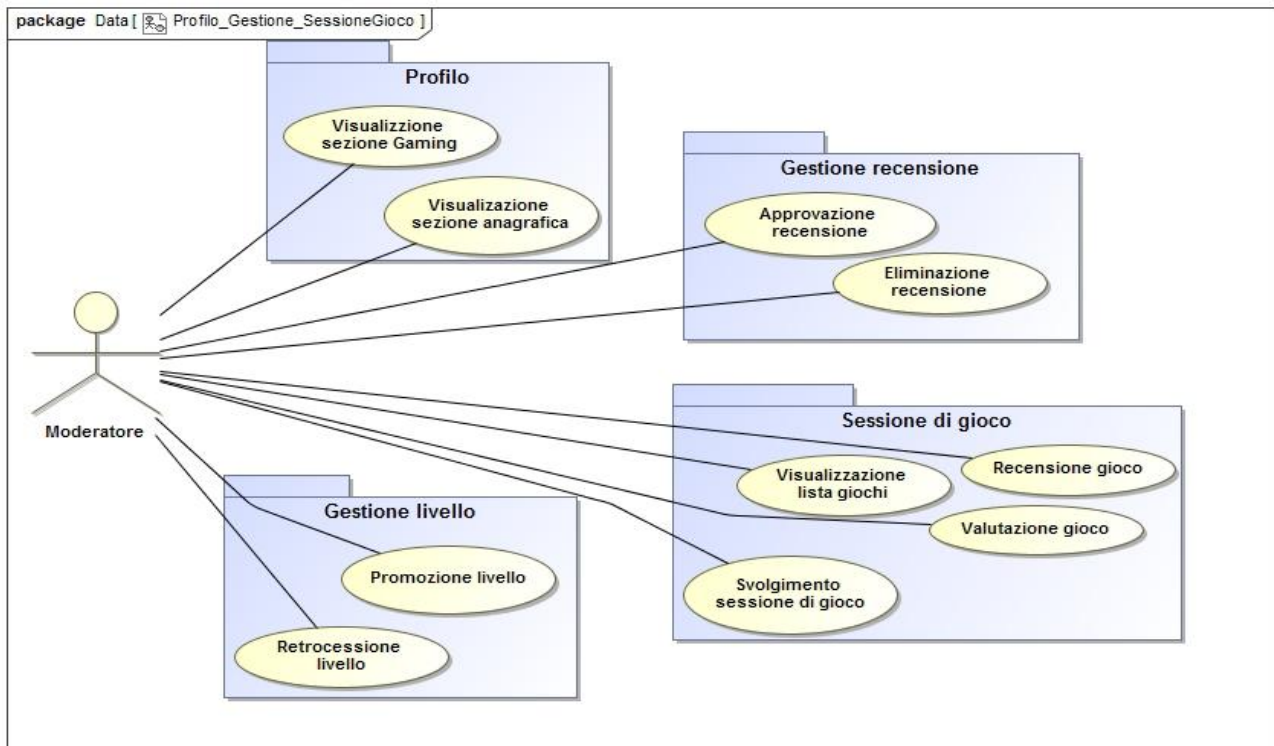 package Data [ Profilo_Gestione_SessioneGioco ]
Profilo
Visualizzione
sezione Gaming
Visualizazione
sezione anagrafica
Gestione recensione
Approvazione
recensione
Eliminazione
recensione
Moderatore
Sessione di gioco
Recensione gioco
Visualizzazione
lista giochi
Valutazione gioco
Svolgimento
sessione di gioco
Gestione livello
Promozione livello
Retrocessione
livello